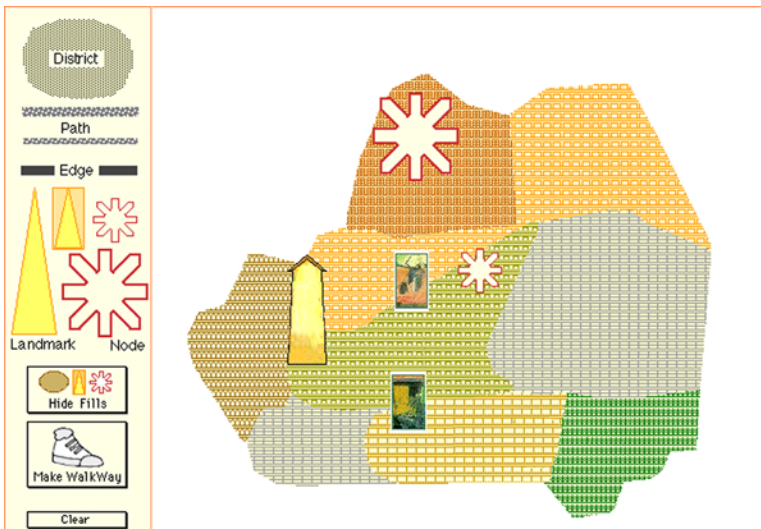 District
Path
Edge
Landmark
Node
Hide Fills
Make WalkWay
Clear